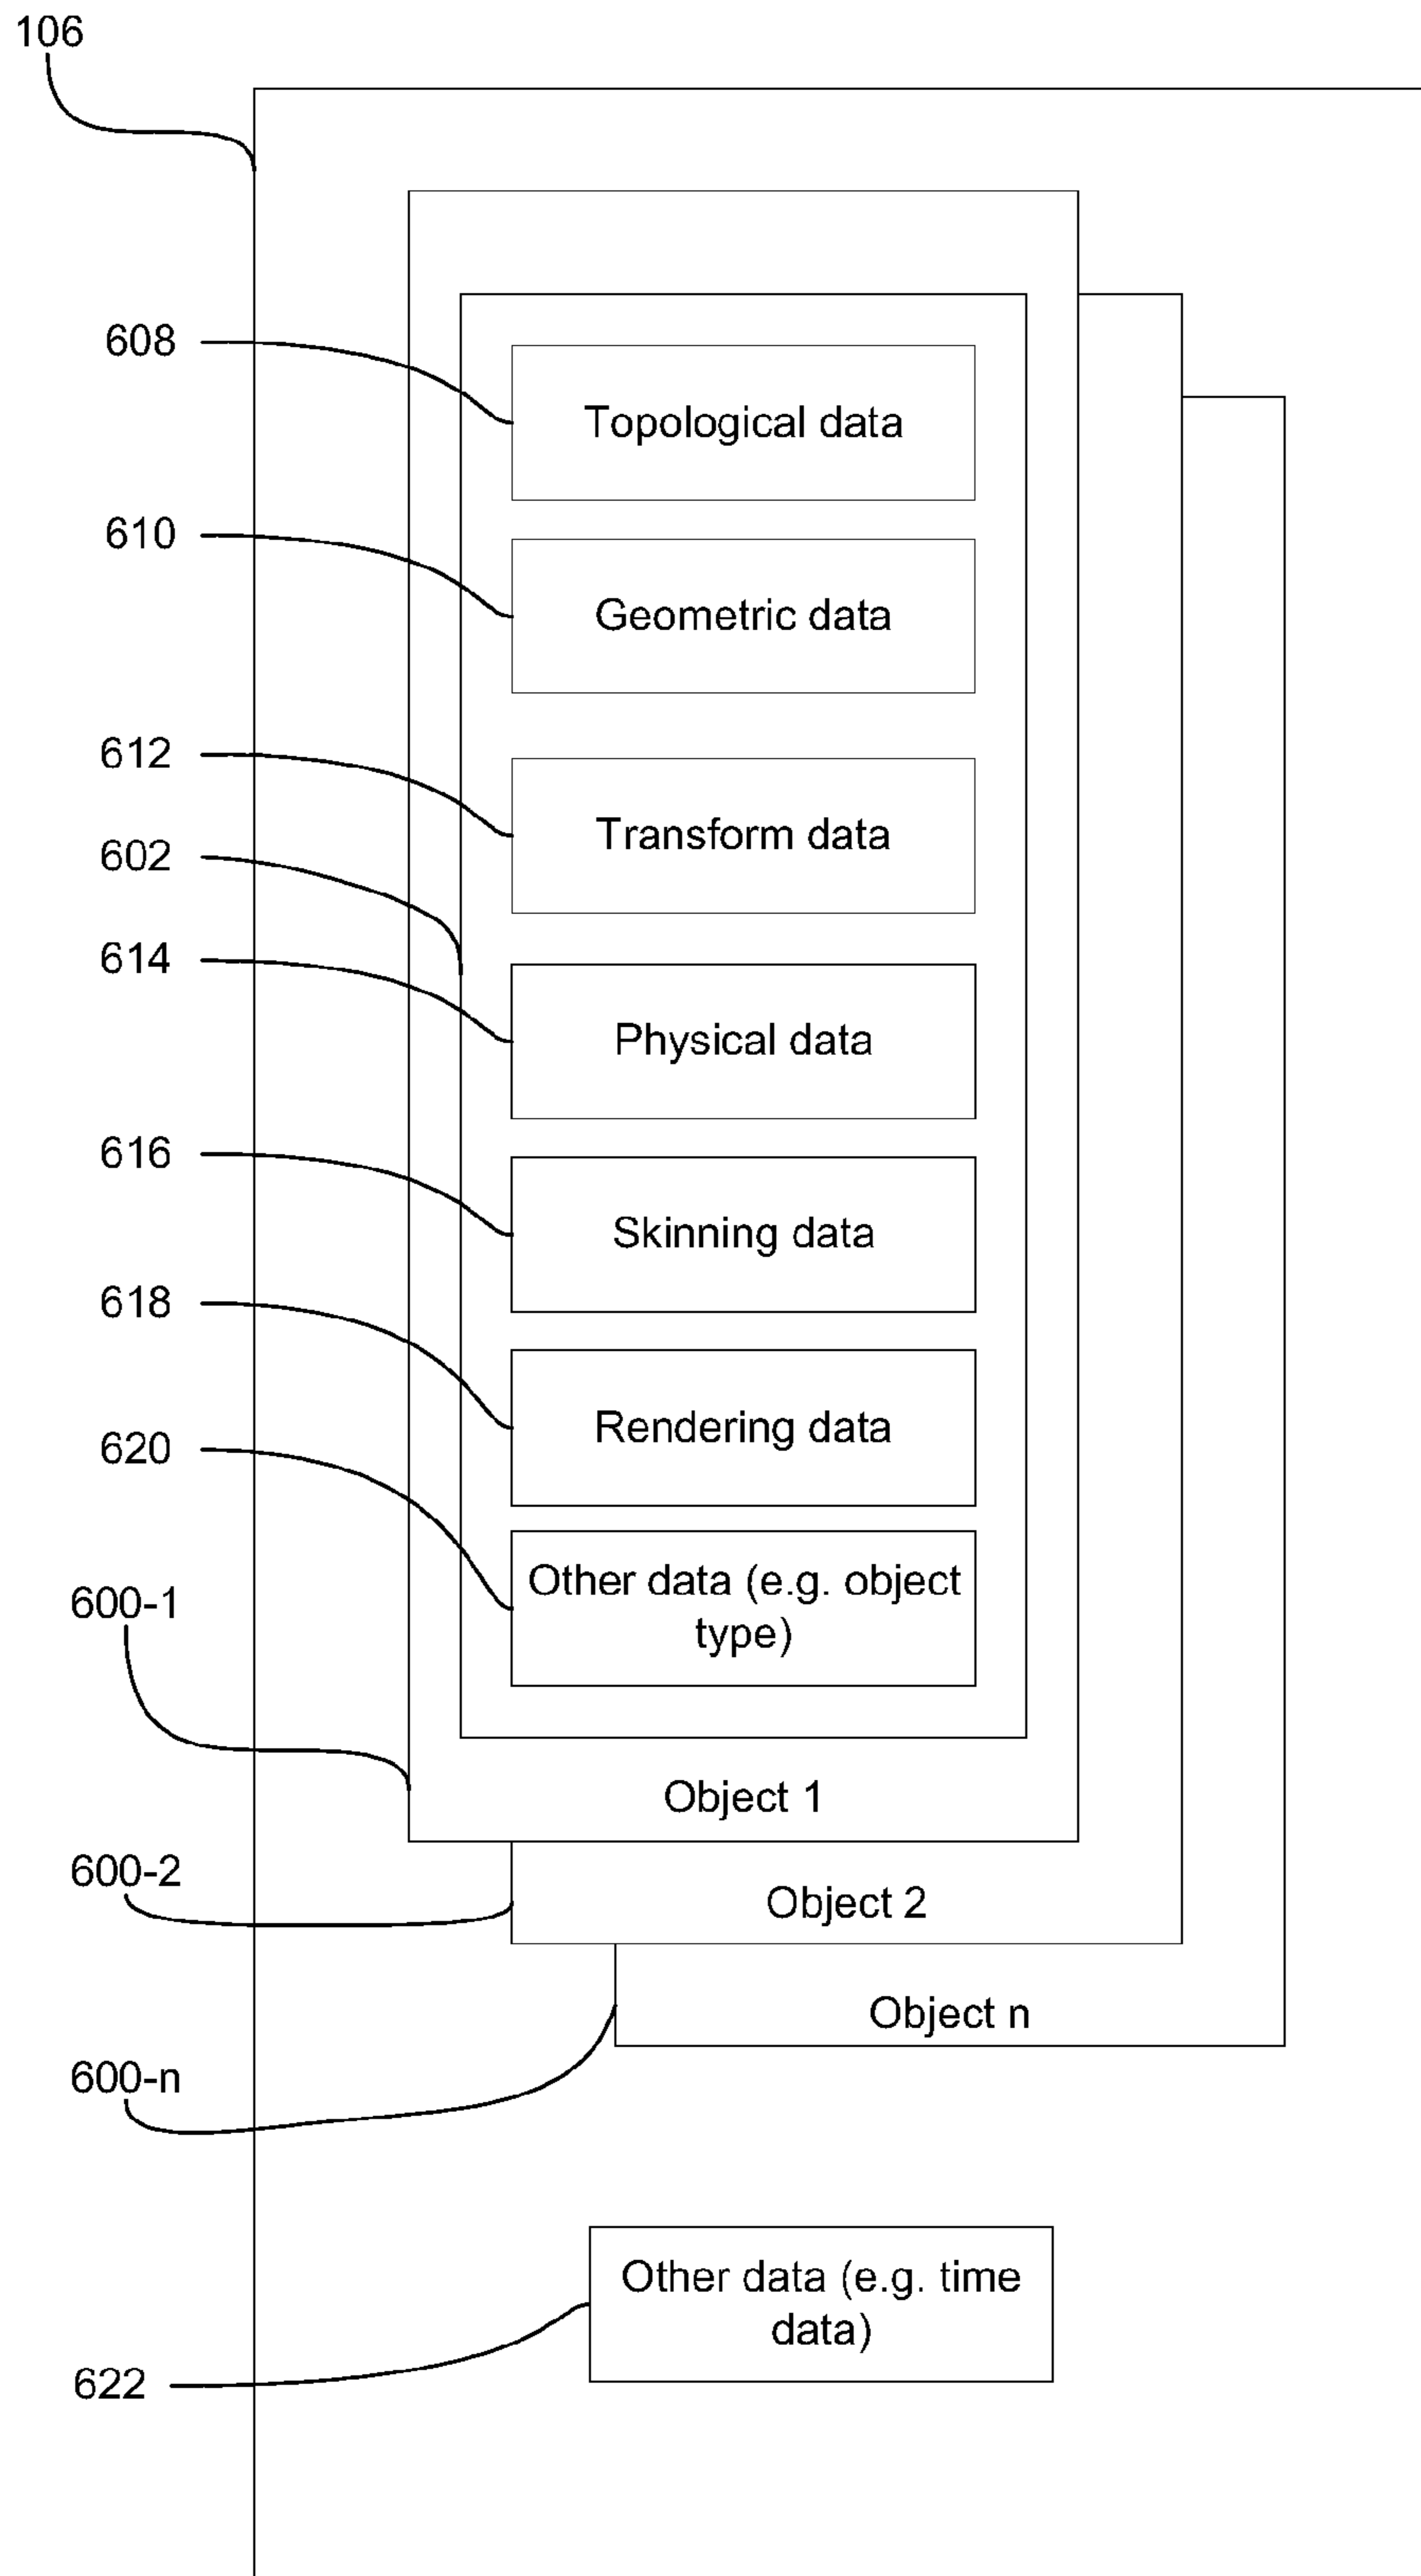 106
608
Topological data
610
Geometric data
612
Transform data
602
614
Physical data
616
Skinning data
618
Rendering data
620
Other data (e.g. object
type)
600-1
Object 1
600-2
Object 2
Object n
600-n
Other data (e.g. time
data)
622